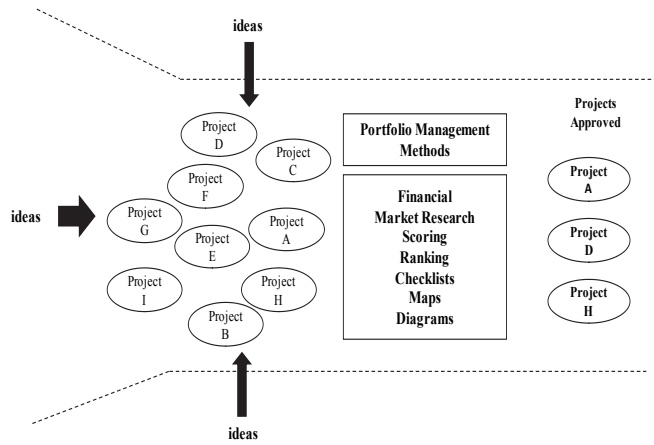 ideas
ideas
Project
D
Project
C
Project
F
Project
G
Project
A
Project
E
Project
I
Project
H
Project
B
ideas
Portfolio Management
Methods
Financial
Market Research
Scoring
Ranking
Checklists
Maps
Diagrams
Projects
Approved
Project
A
Project
D
Project
H